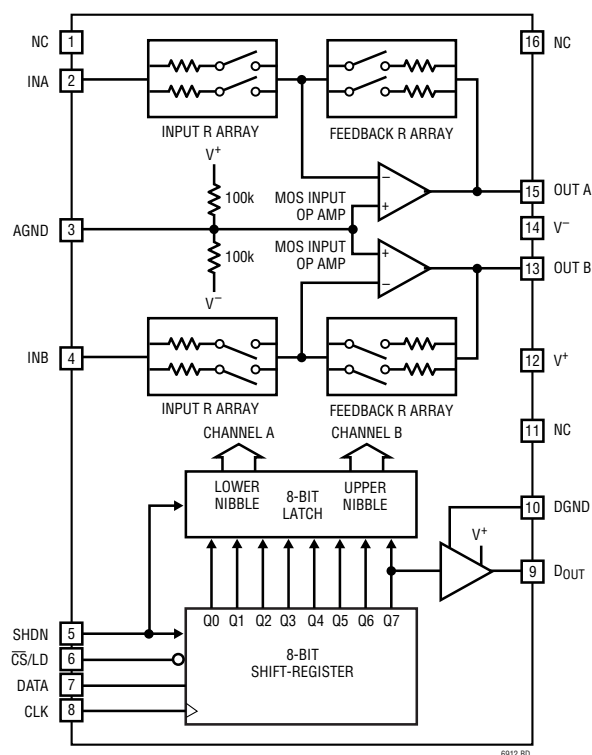 NC 1
16 NC
INA 2
INPUT R ARRAY
FEEDBACK R ARRAY
V+
100k
MOS INPUT
OP AMP
−
+
15 OUT A
AGND 3
14 V−
MOS INPUT
OP AMP
+
−
100k
13 OUT B
V−
INB 4
12 V+
INPUT R ARRAY
FEEDBACK R ARRAY
CHANNEL A
CHANNEL B
11 NC
LOWER
NIBBLE
8-BIT
LATCH
UPPER
NIBBLE
10 DGND
V+
9 DOUT
Q0 Q1 Q2 Q3 Q4 Q5 Q6 Q7
SHDN 5
8-BIT
SHIFT-REGISTER
C̅S̅/LD 6
DATA 7
CLK 8
6912 BD